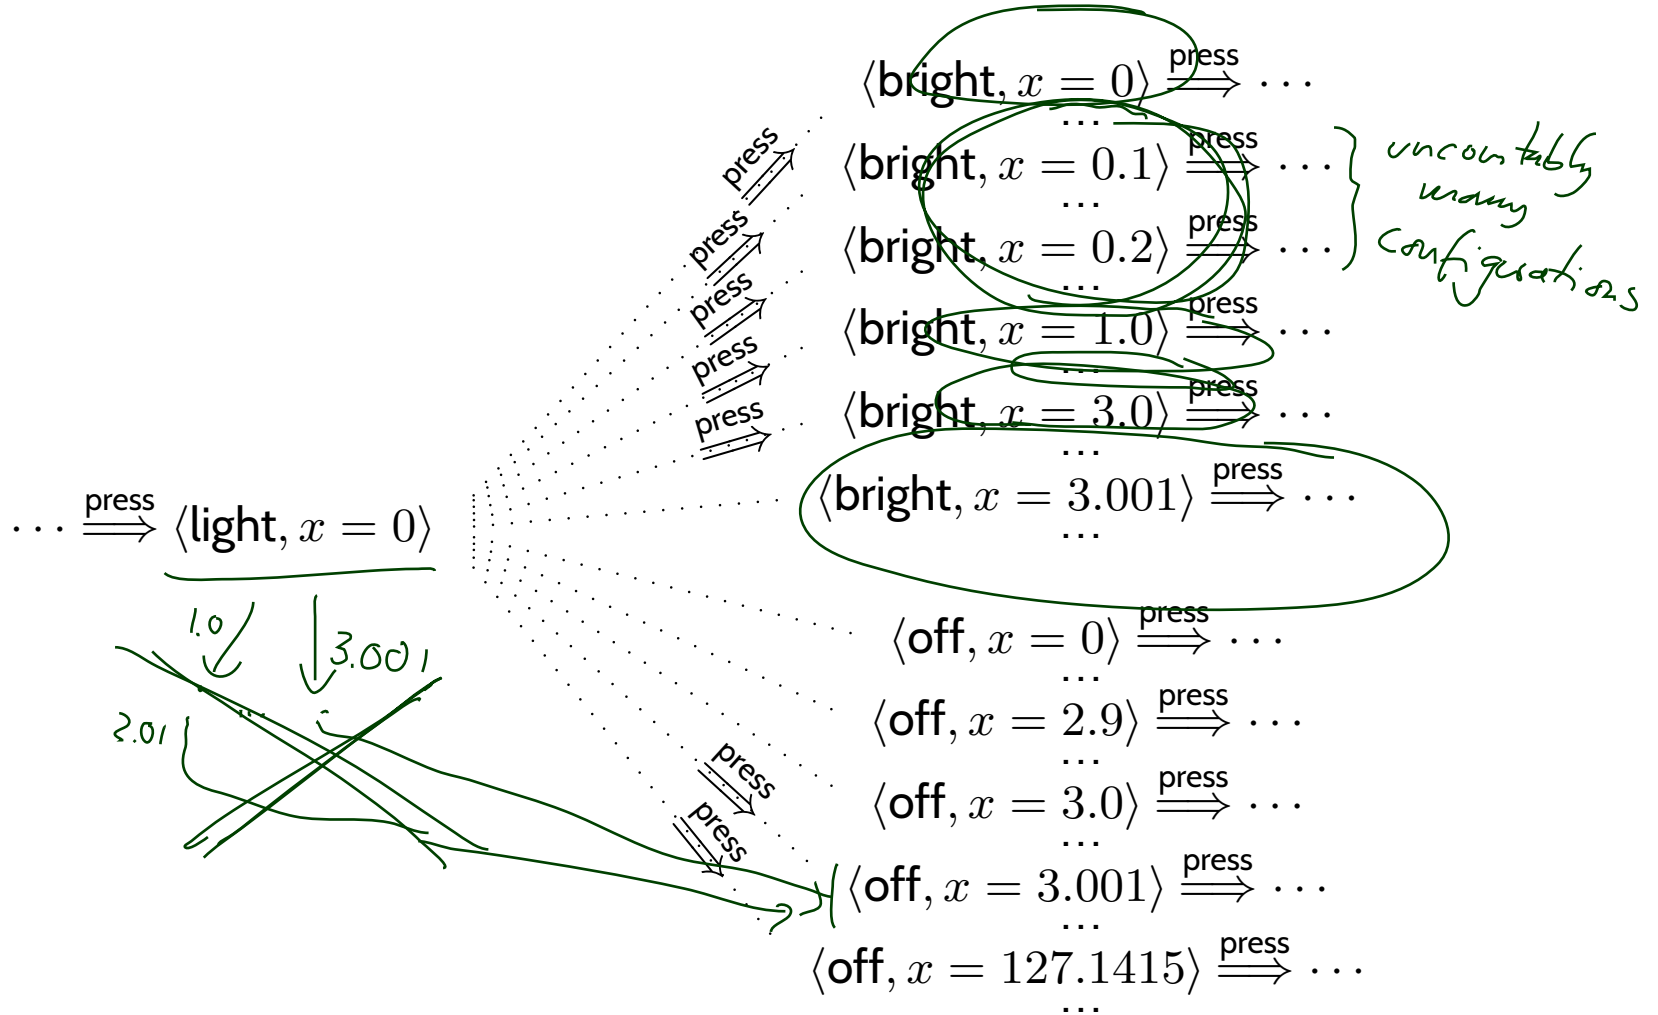 ⟨bright, x = 0⟩ press ⟹ ⋯
...
press
⟨bright, x = 0.1⟩ press ⟹ ⋯
uncountably
many
configurations
...
press
⟨bright, x = 0.2⟩ press ⟹ ⋯
...
press
⟨bright, x = 1.0⟩ press ⟹ ⋯
...
press
⟨bright, x = 3.0⟩ press ⟹ ⋯
...
press
⟨bright, x = 3.001⟩ ⟹ ⋯
...
⋯ press ⟹ ⟨light, x = 0⟩
1.0
3.001
⟨off, x = 0⟩ press ⟹ ⋯
...
⟨off, x = 2.9⟩ press ⟹ ⋯
...
press
⟨off, x = 3.0⟩ press ⟹ ⋯
...
press
⟨off, x = 3.001⟩ press ⟹ ⋯
...
⟨off, x = 127.1415⟩ press ⟹ ⋯
...